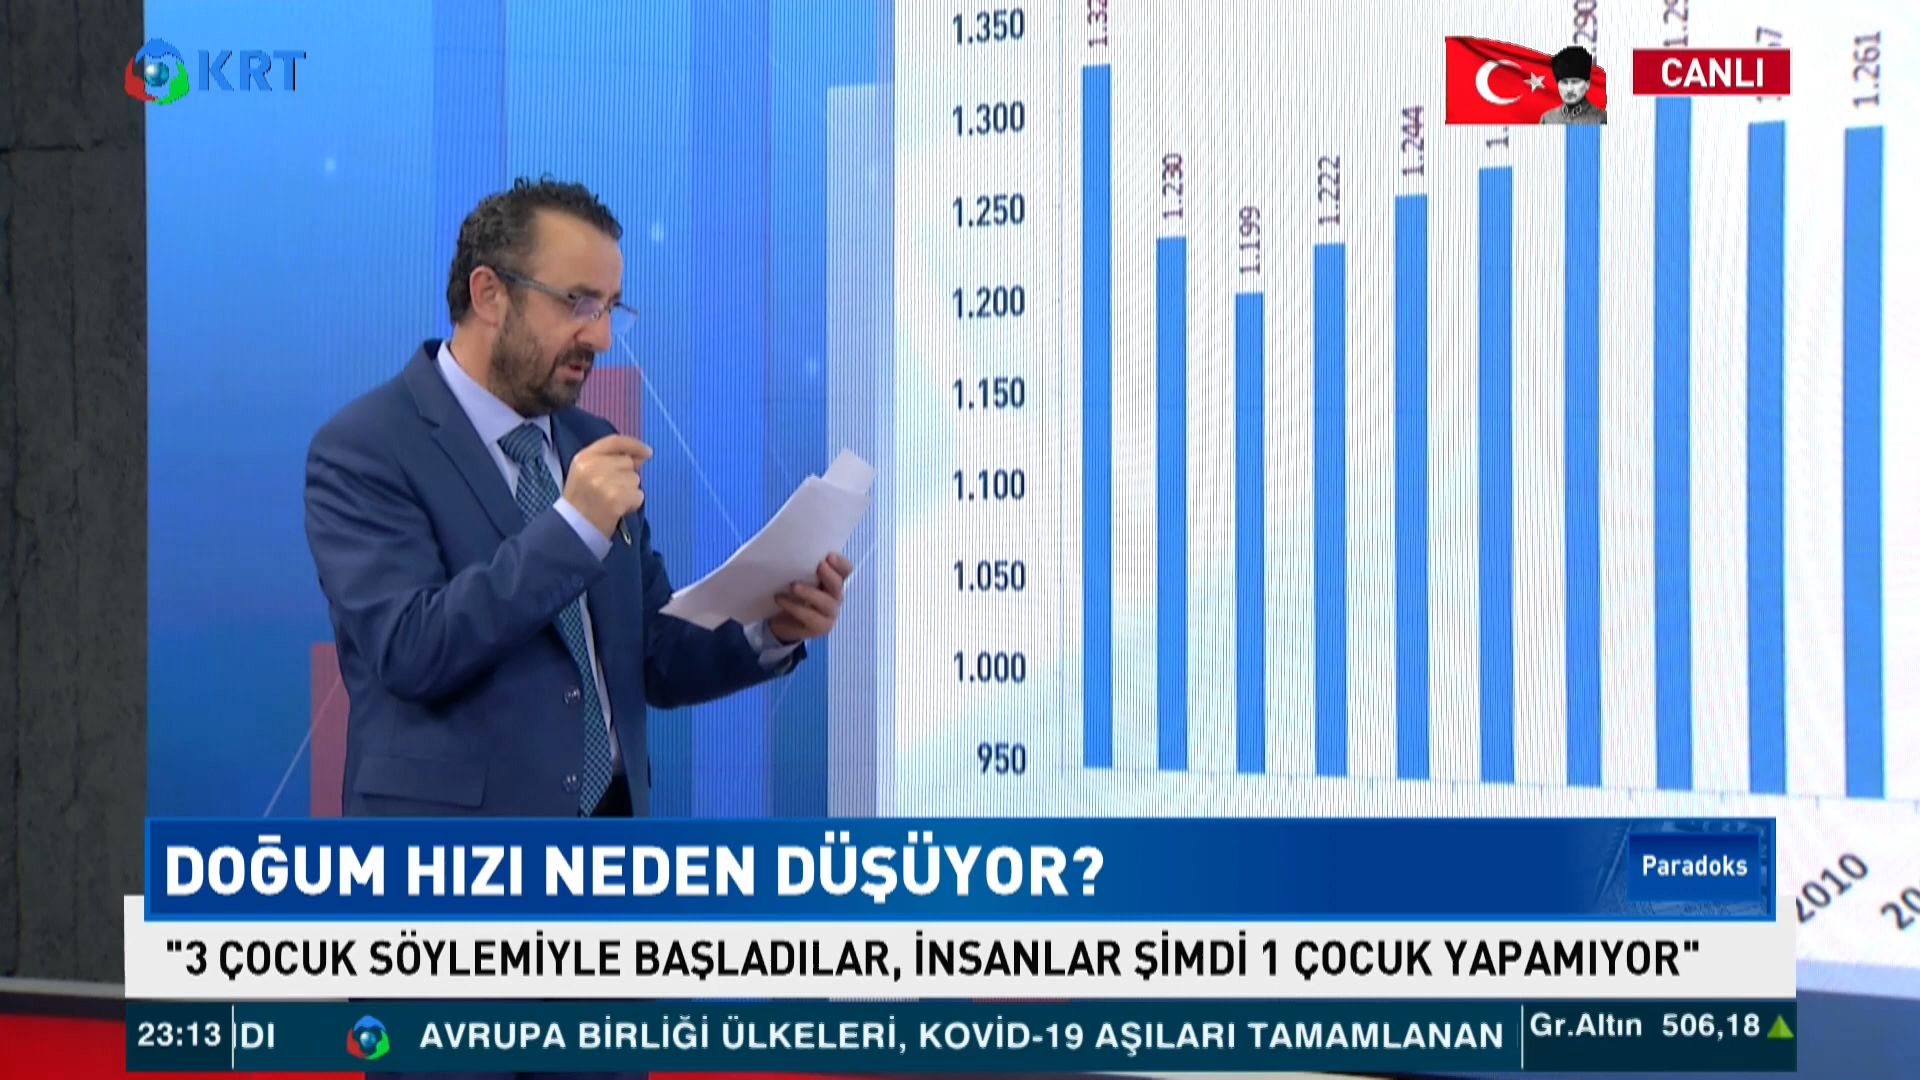 KRT
CANLI
1.350
1.300
1.250
1.200
1.150
1.100
1.050
1.000
950
1.230
1.199
1.222
1.244
1.261
2010
DOĞUM HIZI NEDEN DÜŞÜYOR?
Paradoks
"3 ÇOCUK SÖYLEMİYLE BAŞLADILAR, İNSANLAR ŞİMDİ 1 ÇOCUK YAPAMIYOR"
23:13 AVRUPA BİRLİĞİ ÜLKELERİ, KOVİD-19 AŞILARI TAMAMLANAN Gr.Altın 506,18